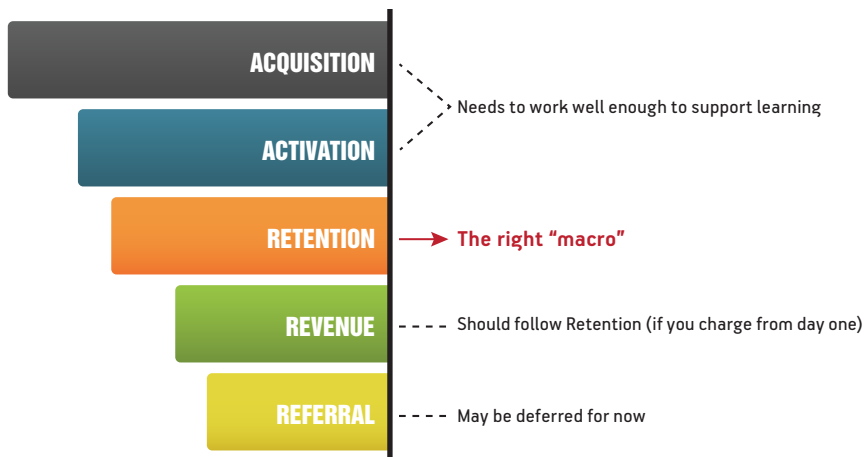 ACQUISITION
Needs to work well enough to support learning
ACTIVATION
RETENTION
The right “macro”
REVENUE
Should follow Retention (if you charge from day one)
REFERRAL
May be deferred for now